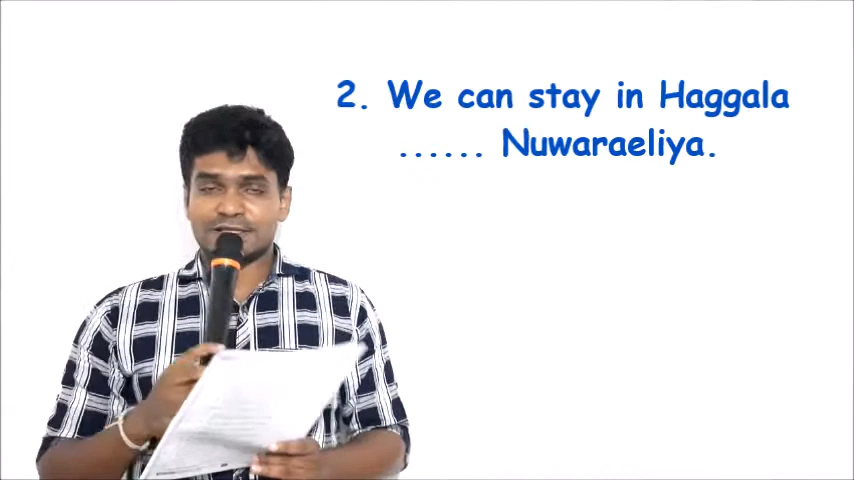 2. We can stay in Haggala
...... Nuwaraeliya.